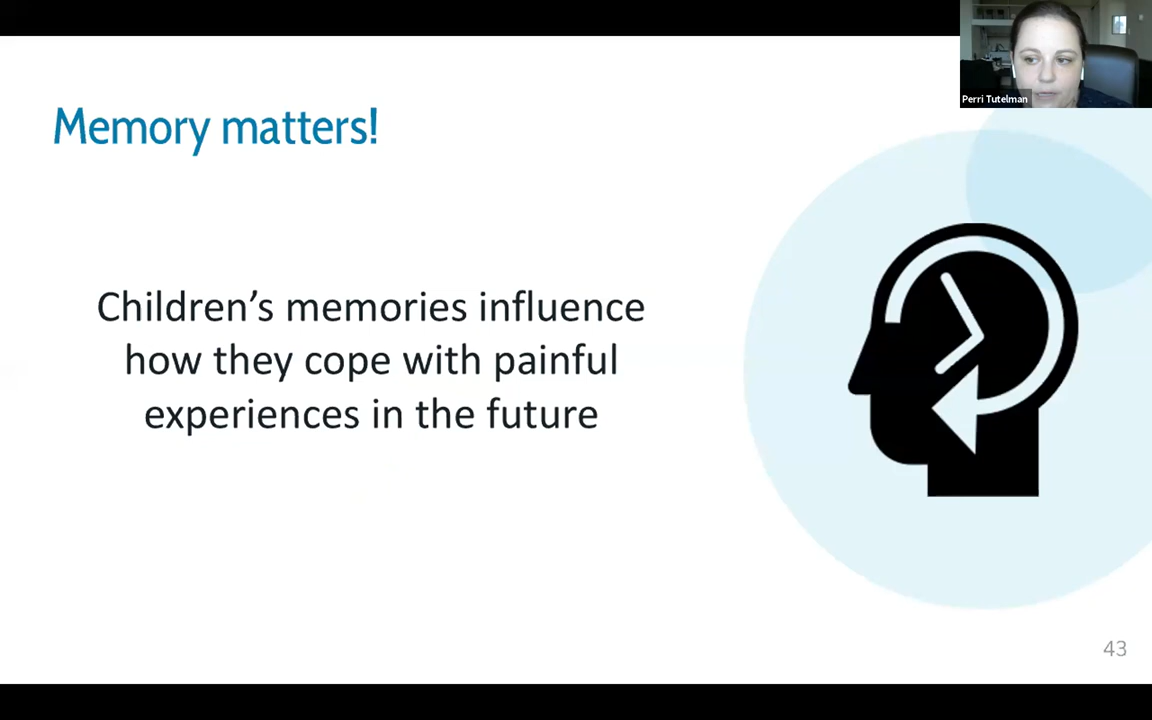 Perri Tutelman
Memory matters!
Children’s memories influence
how they cope with painful
experiences in the future
43